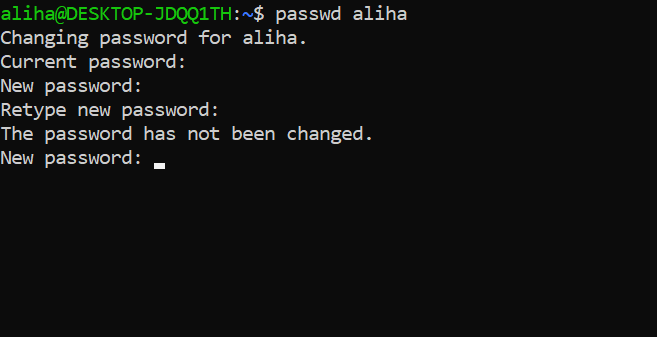 aliha@DESKTOP-JDQQ1TH:~$ passwd aliha
Changing password for aliha.
Current password:
New password:
Retype new password:
The password has not been changed.
New password: